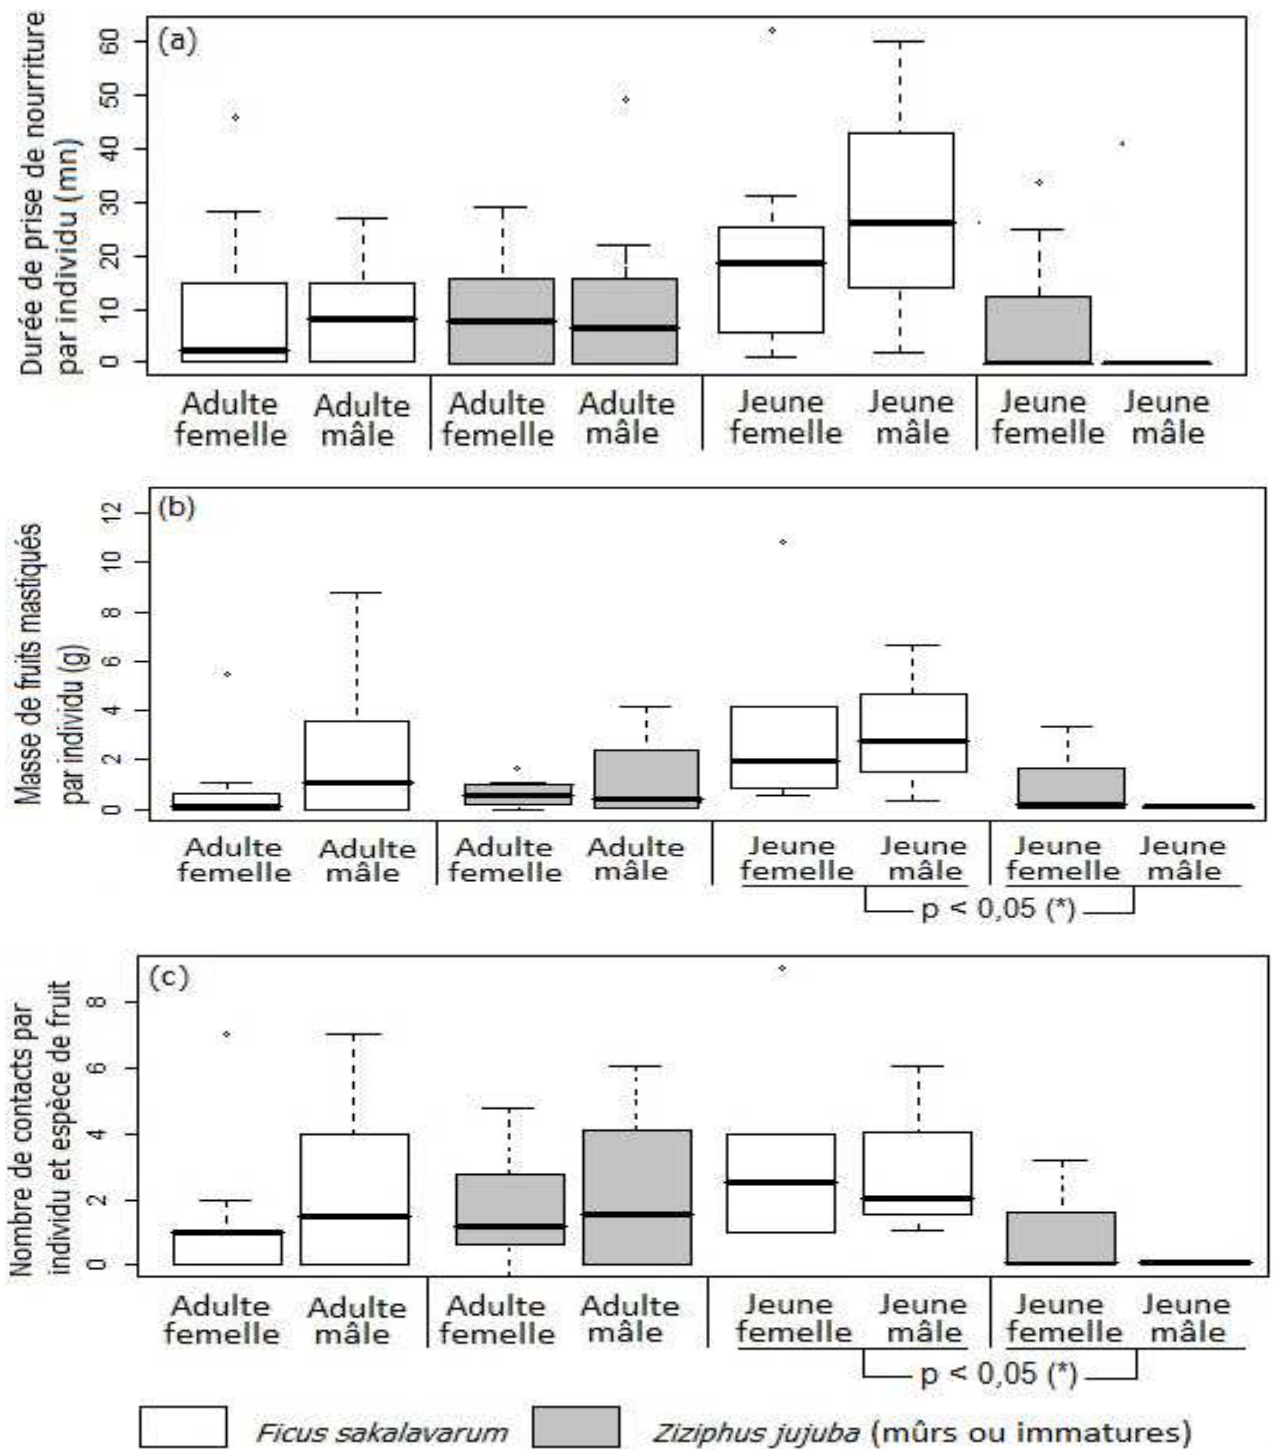 Durée de prise de nourriture
par individu (mn)
(a)
60
50
40
30
20
10
0
Adulte femelle
Adulte mâle
Adulte femelle
Adulte mâle
Jeune femelle
Jeune mâle
Jeune femelle
Jeune mâle
Masse de fruits mastiqués
par individu (g)
(b)
12
10
8
6
4
2
0
Adulte femelle
Adulte mâle
Adulte femelle
Adulte mâle
Jeune femelle
Jeune mâle
Jeune femelle
Jeune mâle
p < 0,05 (*)
Nombre de contacts par
individu et espèce de fruit
(c)
8
6
4
2
0
Adulte femelle
Adulte mâle
Adulte femelle
Adulte mâle
Jeune femelle
Jeune mâle
Jeune femelle
Jeune mâle
p < 0,05 (*)
Ficus sakalavarum
Ziziphus jujuba (mûrs ou immatures)